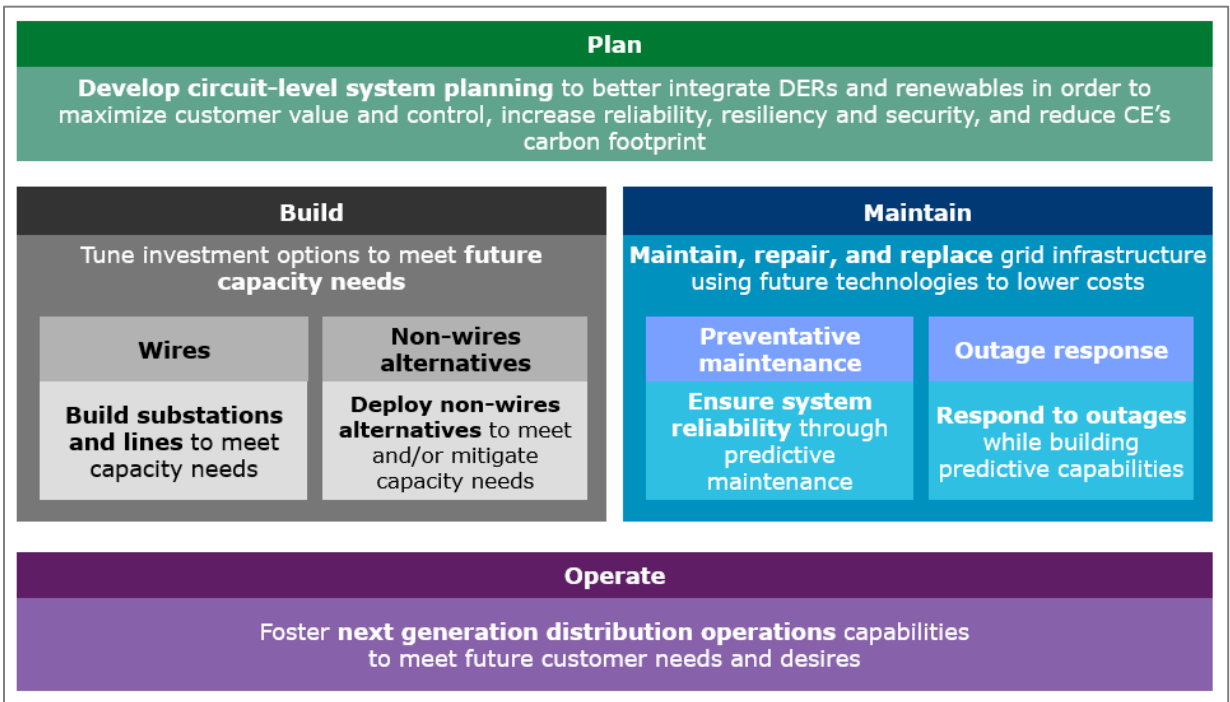 Plan
Develop circuit-level system planning to better integrate DERs and renewables in order to
maximize customer value and control, increase reliability, resiliency and security, and reduce CE's
carbon footprint
Build
Tune investment options to meet future
capacity needs
Wires
Build substations
and lines to meet
capacity needs
Non-wires
alternatives
Deploy non-wires
alternatives to meet
and/or mitigate
capacity needs
Maintain
Maintain, repair, and replace grid infrastructure
using future technologies to lower costs
Preventative
maintenance
Ensure system
reliability through
predictive
maintenance
Outage response
Respond to outages
while building
predictive capabilities
Operate
Foster next generation distribution operations capabilities
to meet future customer needs and desires